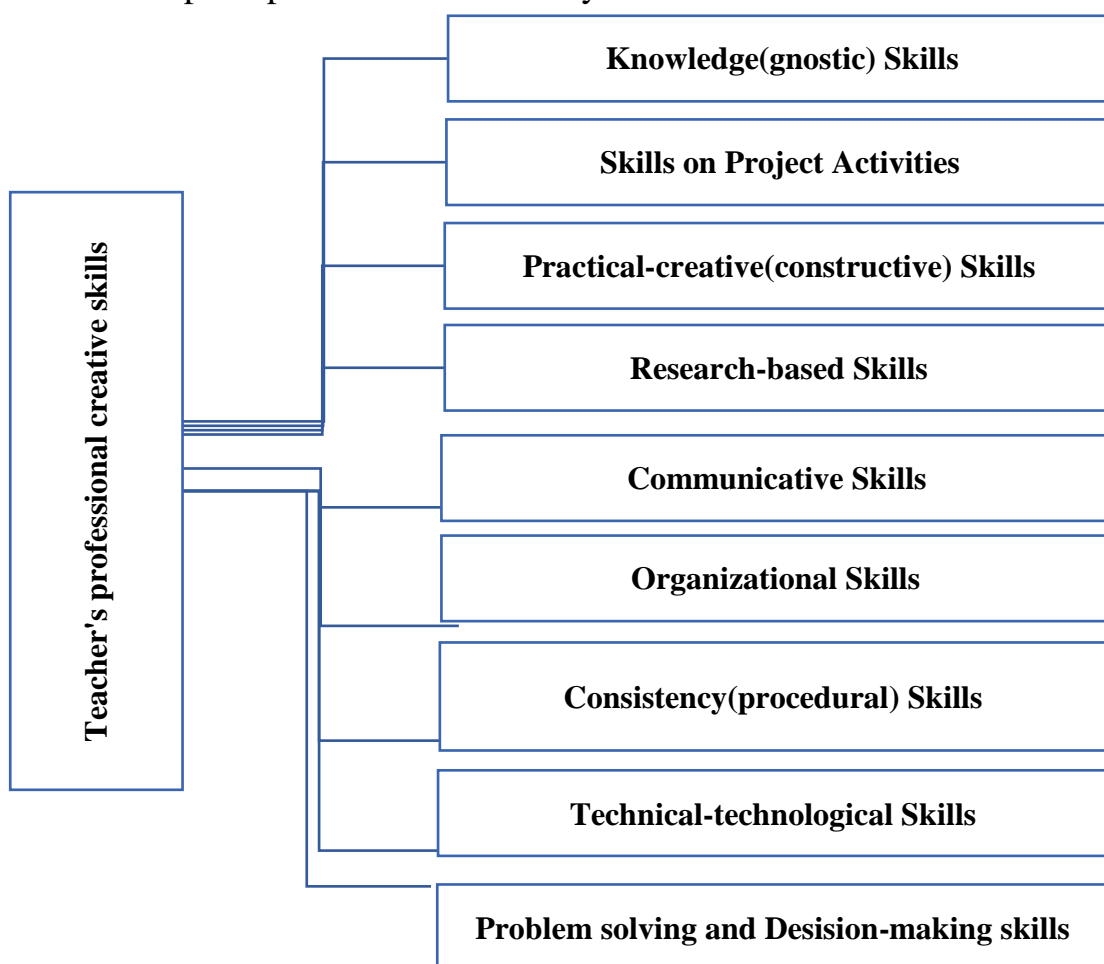 Knowledge(gnostic) Skills
Skills on Project Activities
Practical-creative(constructive) Skills
Research-based Skills
Teacher's professional creative skills
Communicative Skills
Organizational Skills
Consistency(procedural) Skills
Technical-technological Skills
Problem solving and Desision-making skills